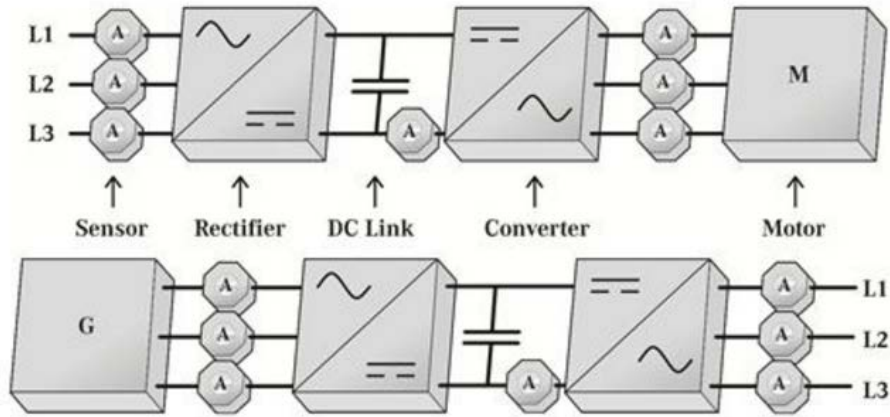 L1 A A
L2 A A M
L3 A A A
Sensor Rectifier DC Link Converter Motor
A A L1
G A A L2
A A A L3